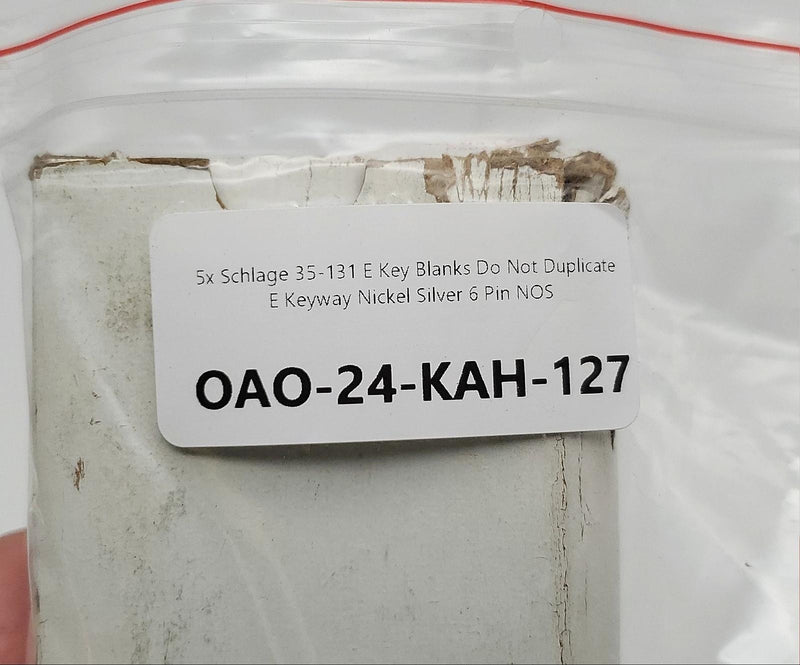 5x Schlage 35-131 E Key Blanks Do Not Duplicate
E Keyway Nickel Silver 6 Pin NOS
OAO-24-KAH-127